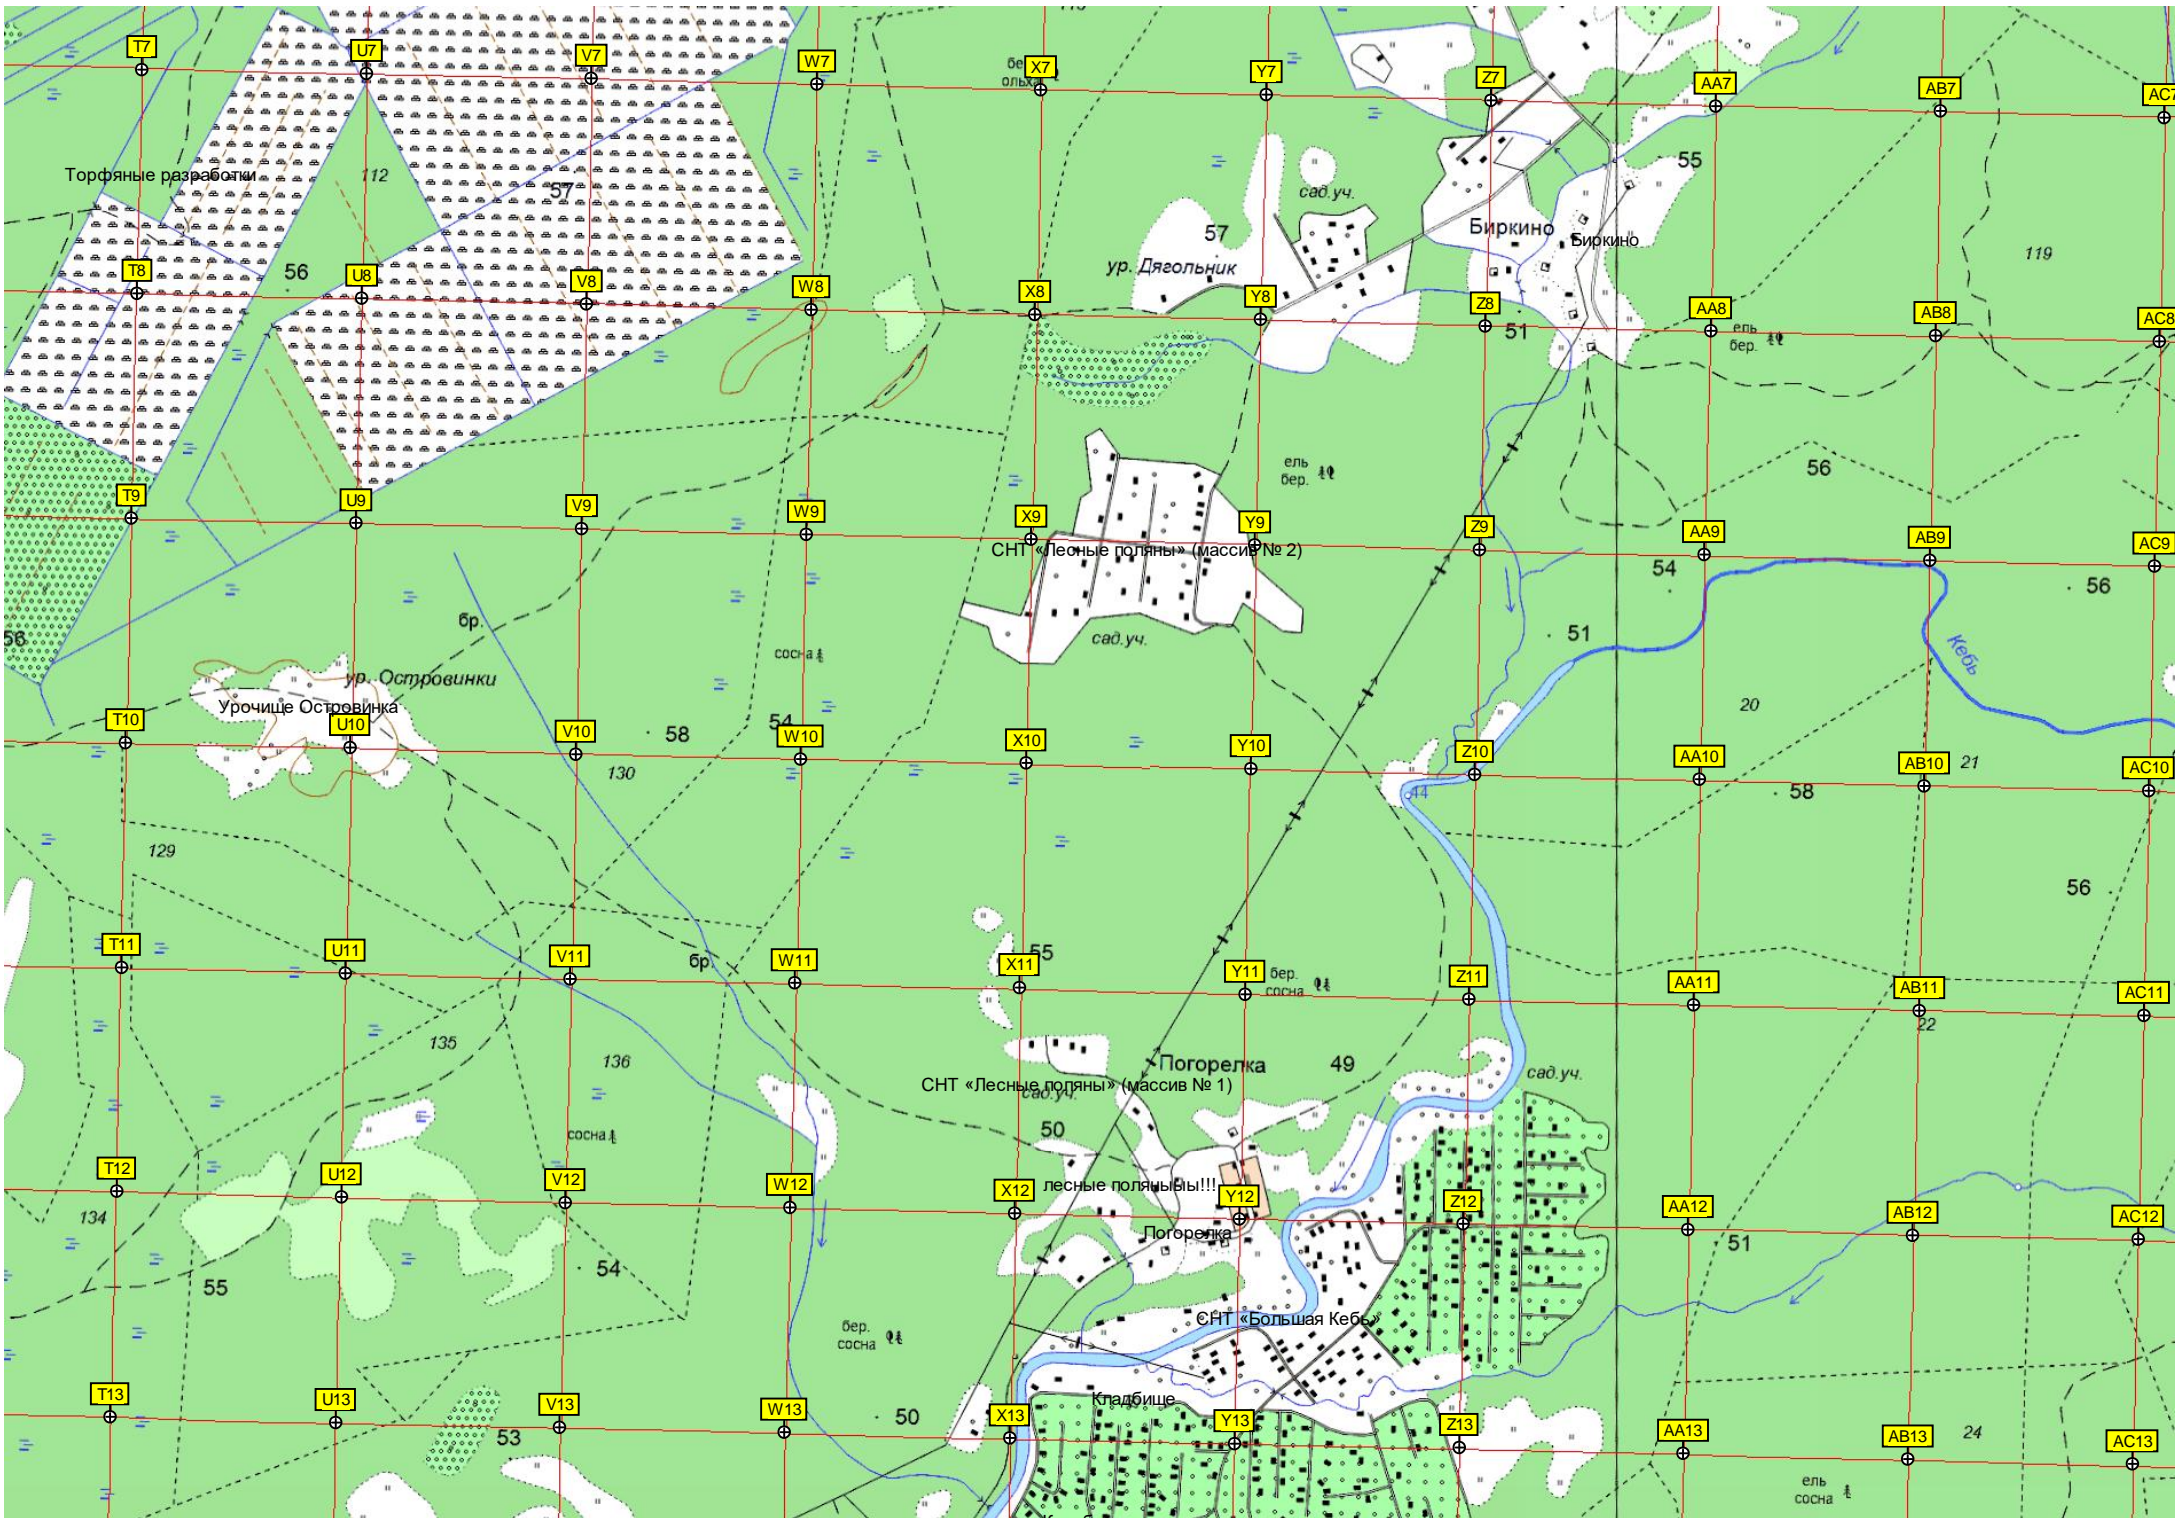 T7
U7
V7
W7
X7
Y7
Z7
AA7
AB7
AC7
ольха
55
Торфяные разработки
112
57
сад.уч.
57
Биркино
Биркино
119
ур. Дягольник
T8
56
U8
V8
W8
X8
Y8
Z8
51
AA8
ель
бер.
AB8
AC8
ель
бер.
56
T9
U9
V9
W9
X9
Y9
Z9
AA9
AB9
AC9
СНТ «Лесные поляны» (массив № 2)
54
56
бр.
56
сад.уч.
51
Кебь
сосна
ур. Островинки
Урочище Островинка
20
T10
U10
V10
58
54
W10
X10
Y10
Z10
AA10
AB10
21
AC10
130
44
58
129
56
T11
U11
V11
бр.
W11
55
X11
Y11
бер.
сосна
Z11
AA11
AB11
22
AC11
135
136
Погорелка
49
сад.уч.
СНТ «Лесные поляны» (массив № 1)
сад.уч.
50
сосна
T12
U12
V12
W12
X12
лесные поляныыы!!!
Y12
Z12
AA12
AB12
AC12
134
Погорелка
51
55
54
бер.
сосна
СНТ «Большая Кебь»
Кладбище
T13
U13
V13
W13
50
X13
Y13
Z13
AA13
AB13
24
AC13
53
ель
сосна